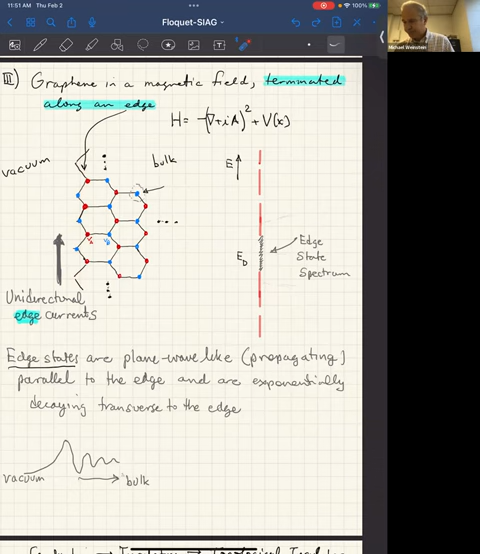 11:51 AM Thu Feb 2
Floquet-SIAG
Michael Weinstein
III) Graphene in a magnetic field, terminated
along an edge
H = -(∇+iA)² + V(x)
vacuum
bulk
E
E_D
Edge
State
Spectrum
Unidirectional
edge currents
Edge states are plane-wave like (propagating)
parallel to the edge and are exponentially
decaying transverse to the edge
vacuum
bulk